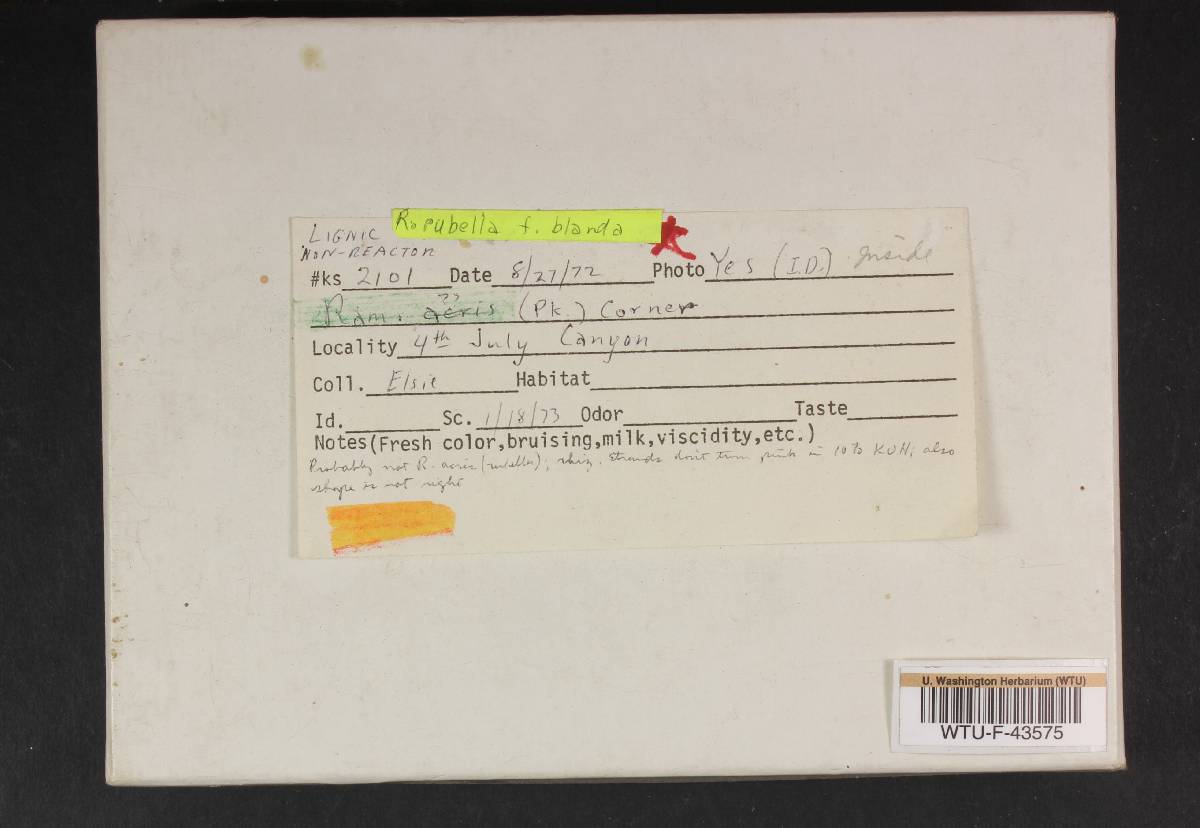 R. rubella f. blanda
LIGNIC
NON-REACTOR
#ks 2101 Date 8/27/72 Photo Yes (I.D.) Inside
Ram. acris ?? (Pk.) Corner
Locality 4th July Canyon
Coll. Elsie Habitat
Id. Sc. 1/18/73 Odor Taste
Notes(Fresh color,bruising,milk,viscidity,etc.)
Probably not R. acris (rubella); rhiz. strands don't turn pink in 10% KOH; also
shape is not right
U. Washington Herbarium (WTU)
WTU-F-43575